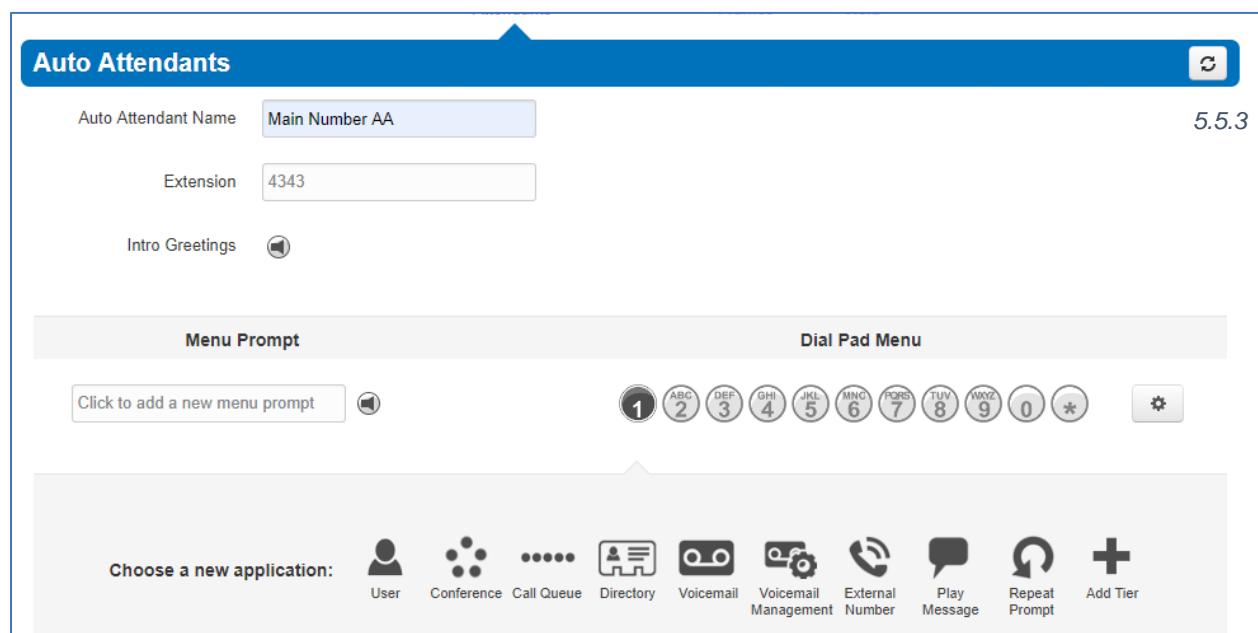 Auto Attendants
Auto Attendant Name Main Number AA 5.5.3
Extension 4343
Intro Greetings
Menu Prompt Dial Pad Menu
Click to add a new menu prompt 1 ABC 2 DEF 3 GHI 4 JKL 5 MNO 6 PQRS 7 TUV 8 WXYZ 9 0 *
Choose a new application:
User Conference Call Queue Directory Voicemail Voicemail Management External Number Play Message Repeat Prompt Add Tier